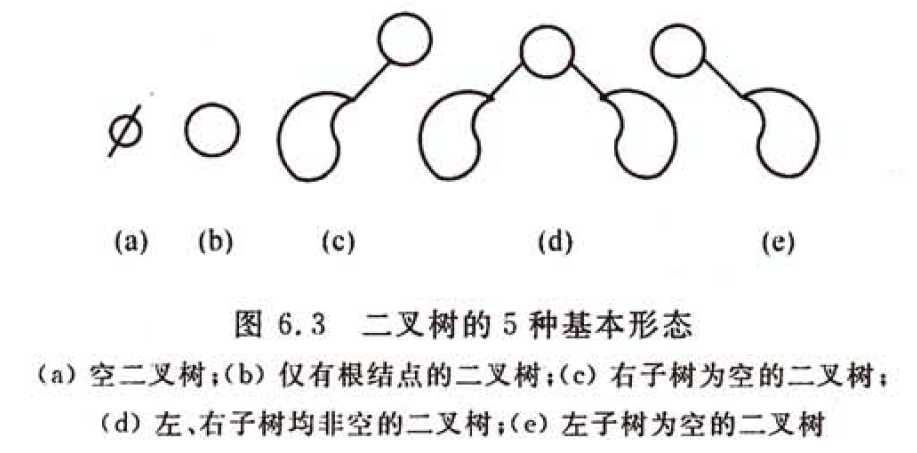 (a) (b) (c) (d) (e)
图 6.3 二叉树的 5 种基本形态
(a) 空二叉树;(b) 仅有根结点的二叉树;(c) 右子树为空的二叉树;
(d) 左、右子树均非空的二叉树;(e) 左子树为空的二叉树